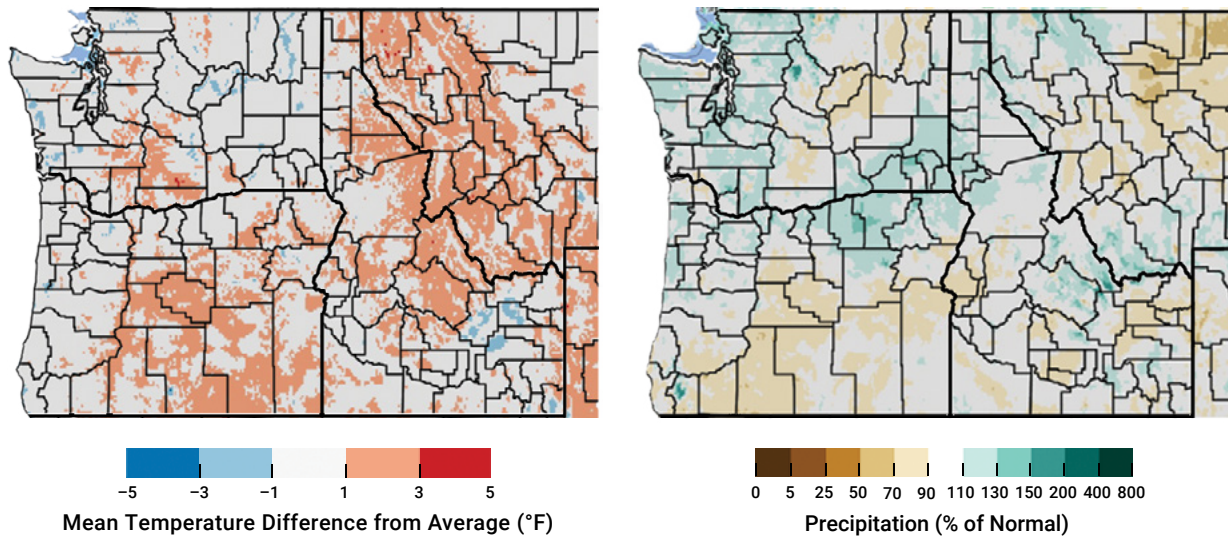 −5 −3 −1 1 3 5
Mean Temperature Difference from Average (°F)
0 5 25 50 70 90 110 130 150 200 400 800
Precipitation (% of Normal)